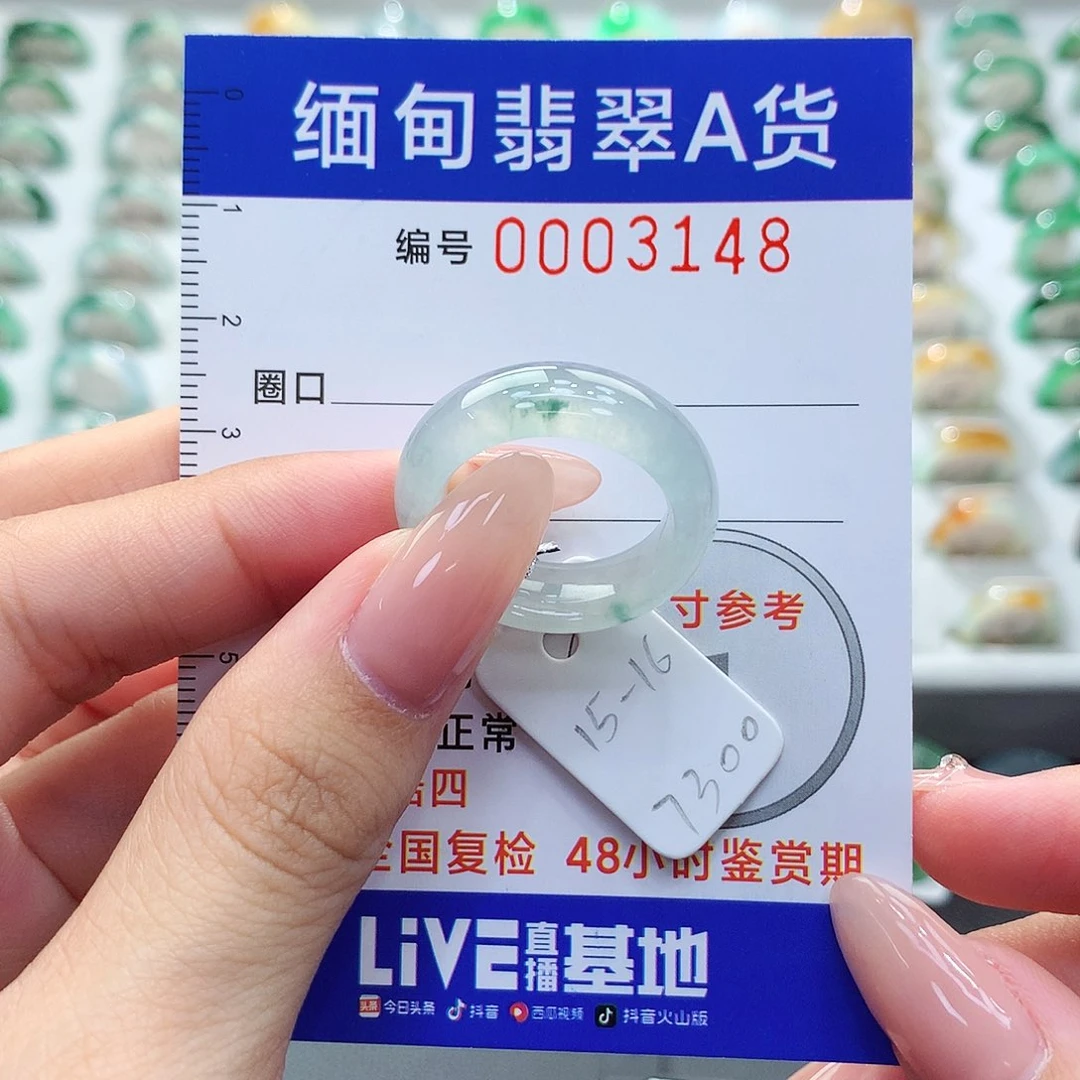 缅甸翡翠A货
0
编号 0003148
1
2
圈口
3
寸参考
5
15-16
正常
7300
四
国复检 48小时鉴赏期
LiVE直播基地
头条 今日头条 抖音 西瓜视频 抖音火山版